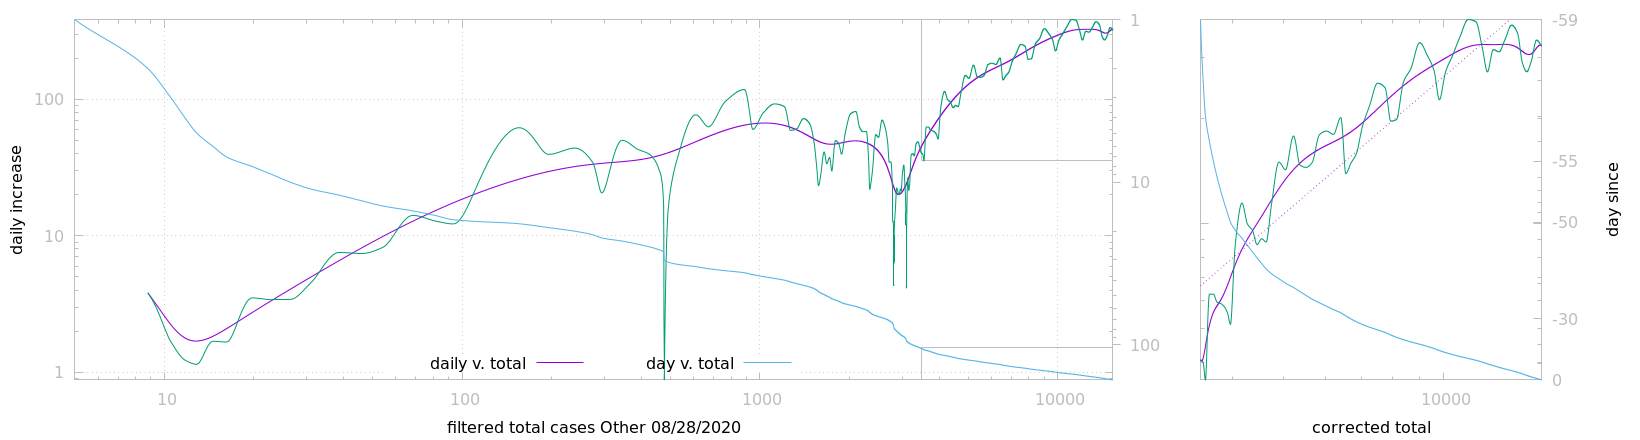 daily increase
100
10
1
10
100
1000
10000
1
10
100
daily v. total
day v. total
filtered total cases Other 08/28/2020
10000
-59
-55
-50
-30
0
day since
corrected total